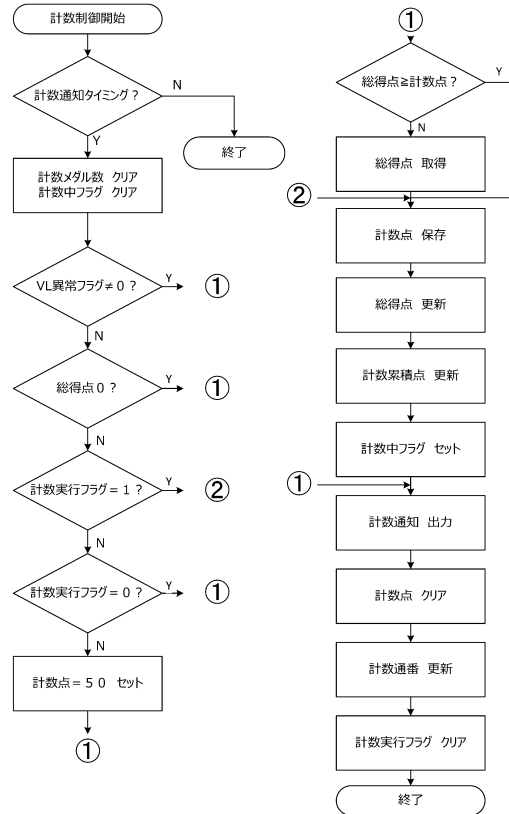 計数制御開始
計数通知タイミング？
N
終了
Y
計数メダル数 クリア
計数中フラグ クリア
VL異常フラグ≠０？
Y
①
N
総得点０？
Y
①
N
計数実行フラグ＝１？
Y
②
N
計数実行フラグ＝０？
Y
①
N
計数点＝５０ セット
①
①
総得点≧計数点？
Y
N
総得点 取得
②
計数点 保存
総得点 更新
計数累積点 更新
計数中フラグ セット
①
計数通知 出力
計数点 クリア
計数通番 更新
計数実行フラグ クリア
終了